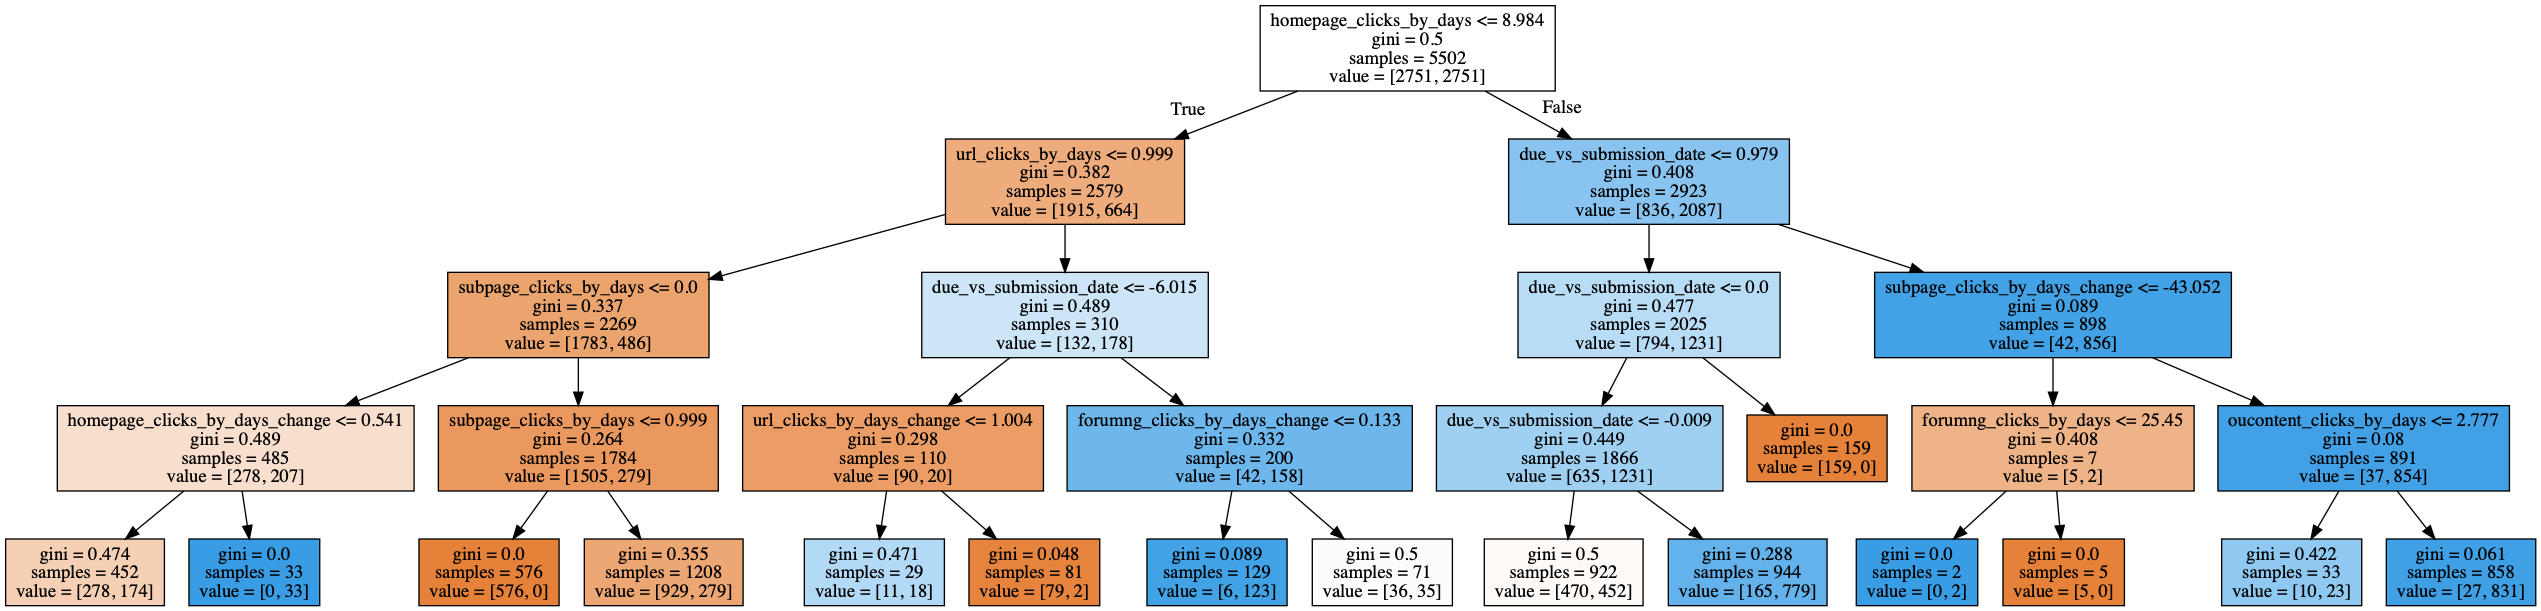 homepage_clicks_by_days <= 8.984
gini = 0.5
samples = 5502
value = [2751, 2751]
True
False
url_clicks_by_days <= 0.999
gini = 0.382
samples = 2579
value = [1915, 664]
due_vs_submission_date <= 0.979
gini = 0.408
samples = 2923
value = [836, 2087]
subpage_clicks_by_days <= 0.0
gini = 0.337
samples = 2269
value = [1783, 486]
due_vs_submission_date <= -6.015
gini = 0.489
samples = 310
value = [132, 178]
due_vs_submission_date <= 0.0
gini = 0.477
samples = 2025
value = [794, 1231]
subpage_clicks_by_days_change <= -43.052
gini = 0.089
samples = 898
value = [42, 856]
homepage_clicks_by_days_change <= 0.541
gini = 0.489
samples = 485
value = [278, 207]
subpage_clicks_by_days <= 0.999
gini = 0.264
samples = 1784
value = [1505, 279]
url_clicks_by_days_change <= 1.004
gini = 0.298
samples = 110
value = [90, 20]
forumng_clicks_by_days_change <= 0.133
gini = 0.332
samples = 200
value = [42, 158]
due_vs_submission_date <= -0.009
gini = 0.449
samples = 1866
value = [635, 1231]
gini = 0.0
samples = 159
value = [159, 0]
forumng_clicks_by_days <= 25.45
gini = 0.408
samples = 7
value = [5, 2]
oucontent_clicks_by_days <= 2.777
gini = 0.08
samples = 891
value = [37, 854]
gini = 0.474
samples = 452
value = [278, 174]
gini = 0.0
samples = 33
value = [0, 33]
gini = 0.0
samples = 576
value = [576, 0]
gini = 0.355
samples = 1208
value = [929, 279]
gini = 0.471
samples = 29
value = [11, 18]
gini = 0.048
samples = 81
value = [79, 2]
gini = 0.089
samples = 129
value = [6, 123]
gini = 0.5
samples = 71
value = [36, 35]
gini = 0.5
samples = 922
value = [470, 452]
gini = 0.288
samples = 944
value = [165, 779]
gini = 0.0
samples = 2
value = [0, 2]
gini = 0.0
samples = 5
value = [5, 0]
gini = 0.422
samples = 33
value = [10, 23]
gini = 0.061
samples = 858
value = [27, 831]